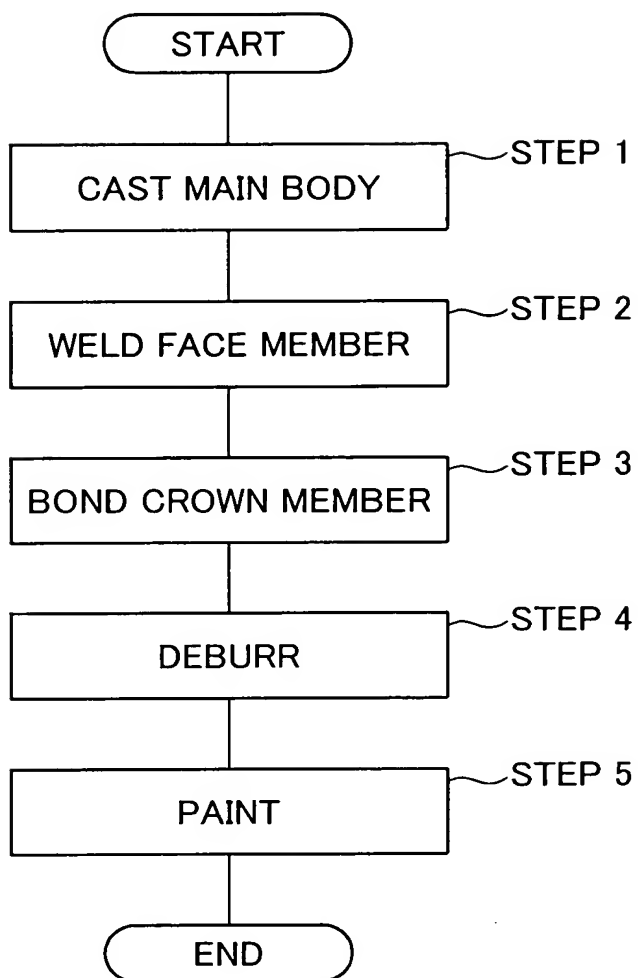 START
STEP 1
CAST MAIN BODY
STEP 2
WELD FACE MEMBER
STEP 3
BOND CROWN MEMBER
STEP 4
DEBURR
STEP 5
PAINT
END